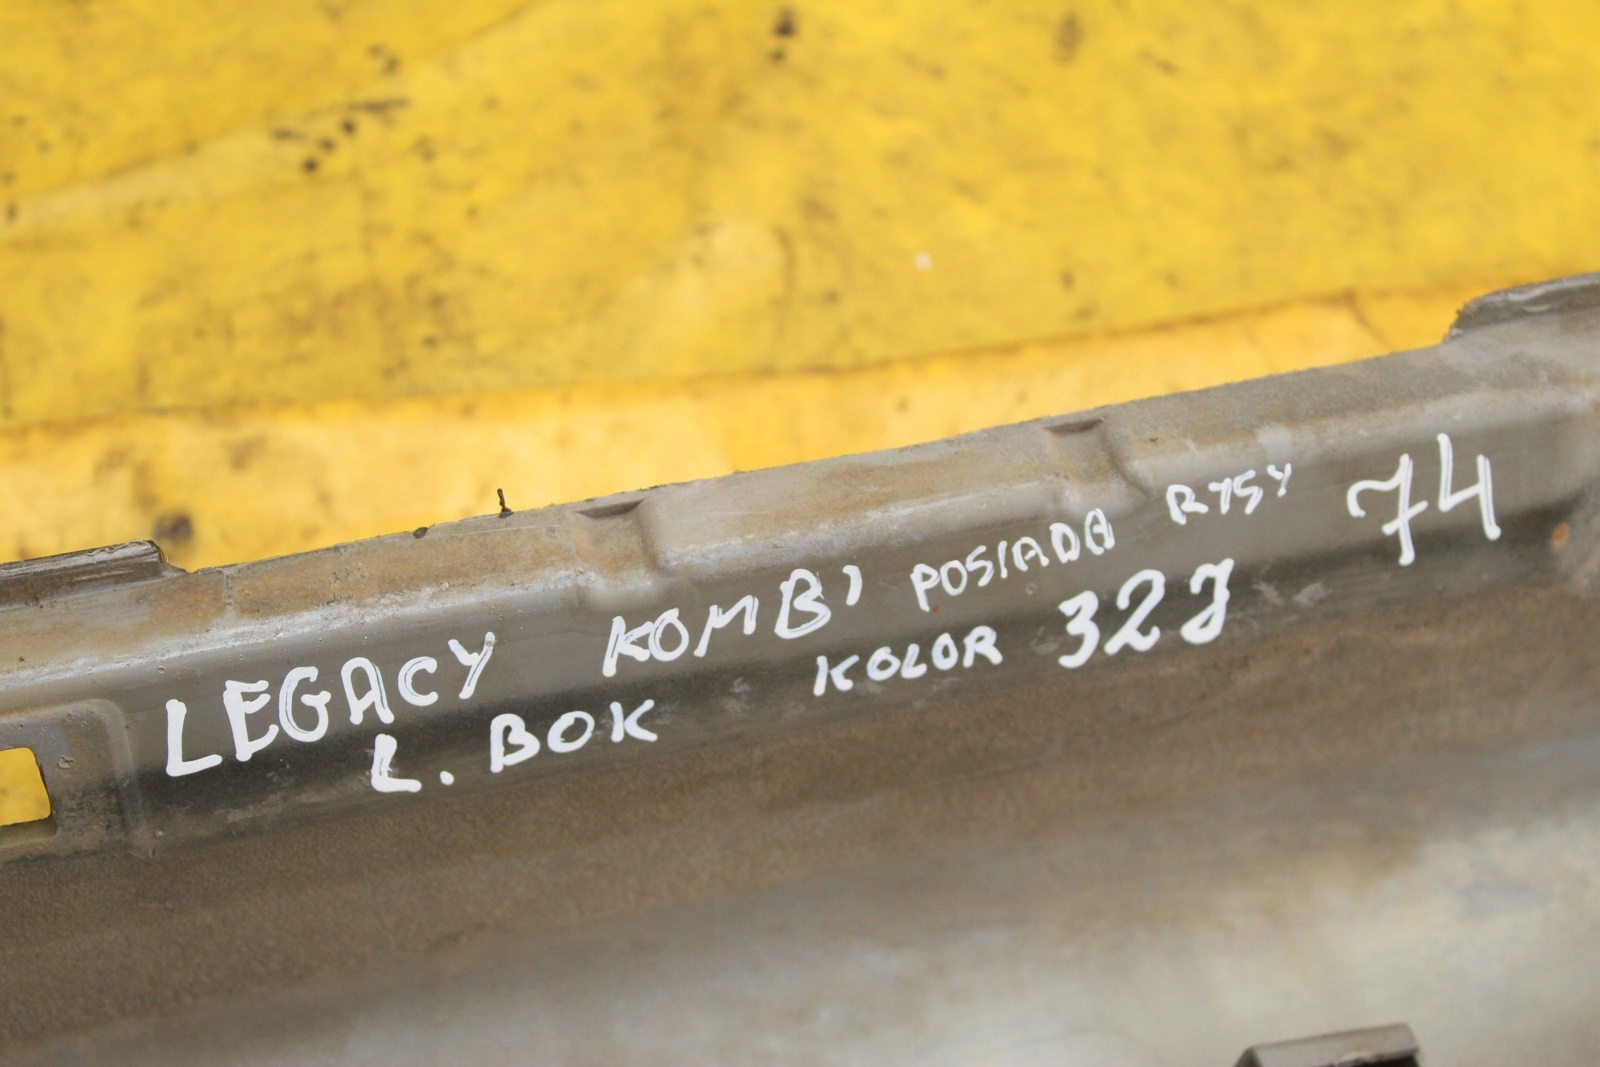 LEGACY KOMBI POSIADA RYSY 74
L. BOK KOLOR 32J